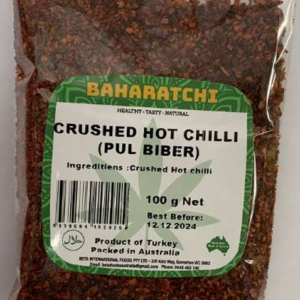 BAHARATCHI
HEALTHY - TASTY - NATURAL
CRUSHED HOT CHILLI
(PUL BIBER)
Ingreditiens :Crushed Hot chilli
100 g Net
Best Before:
12.12.2024
Product of Turkey
Packed in Australia